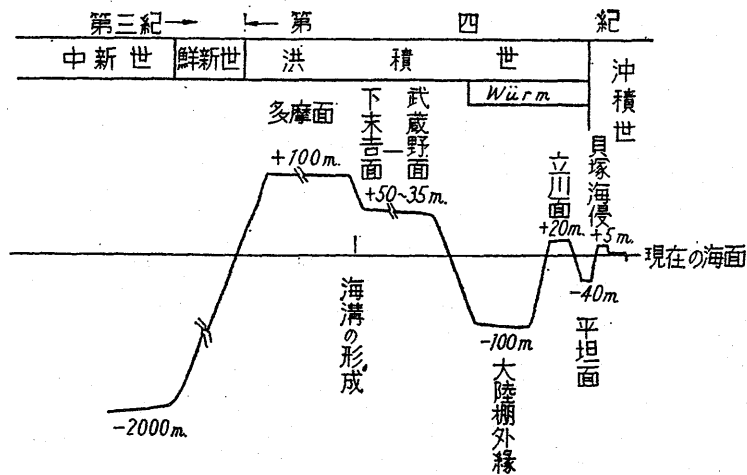 第三紀 第四紀
中新世 鮮新世 洪積世 沖積世
Würm
多摩面
+100m.
下末吉面 — 武蔵野面
+50~35m.
立川面
+20m.
貝塚海侵
+5m.
現在の海面
海溝の形成
-40m
平坦面
-100m.
大陸棚外縁
-2000m.